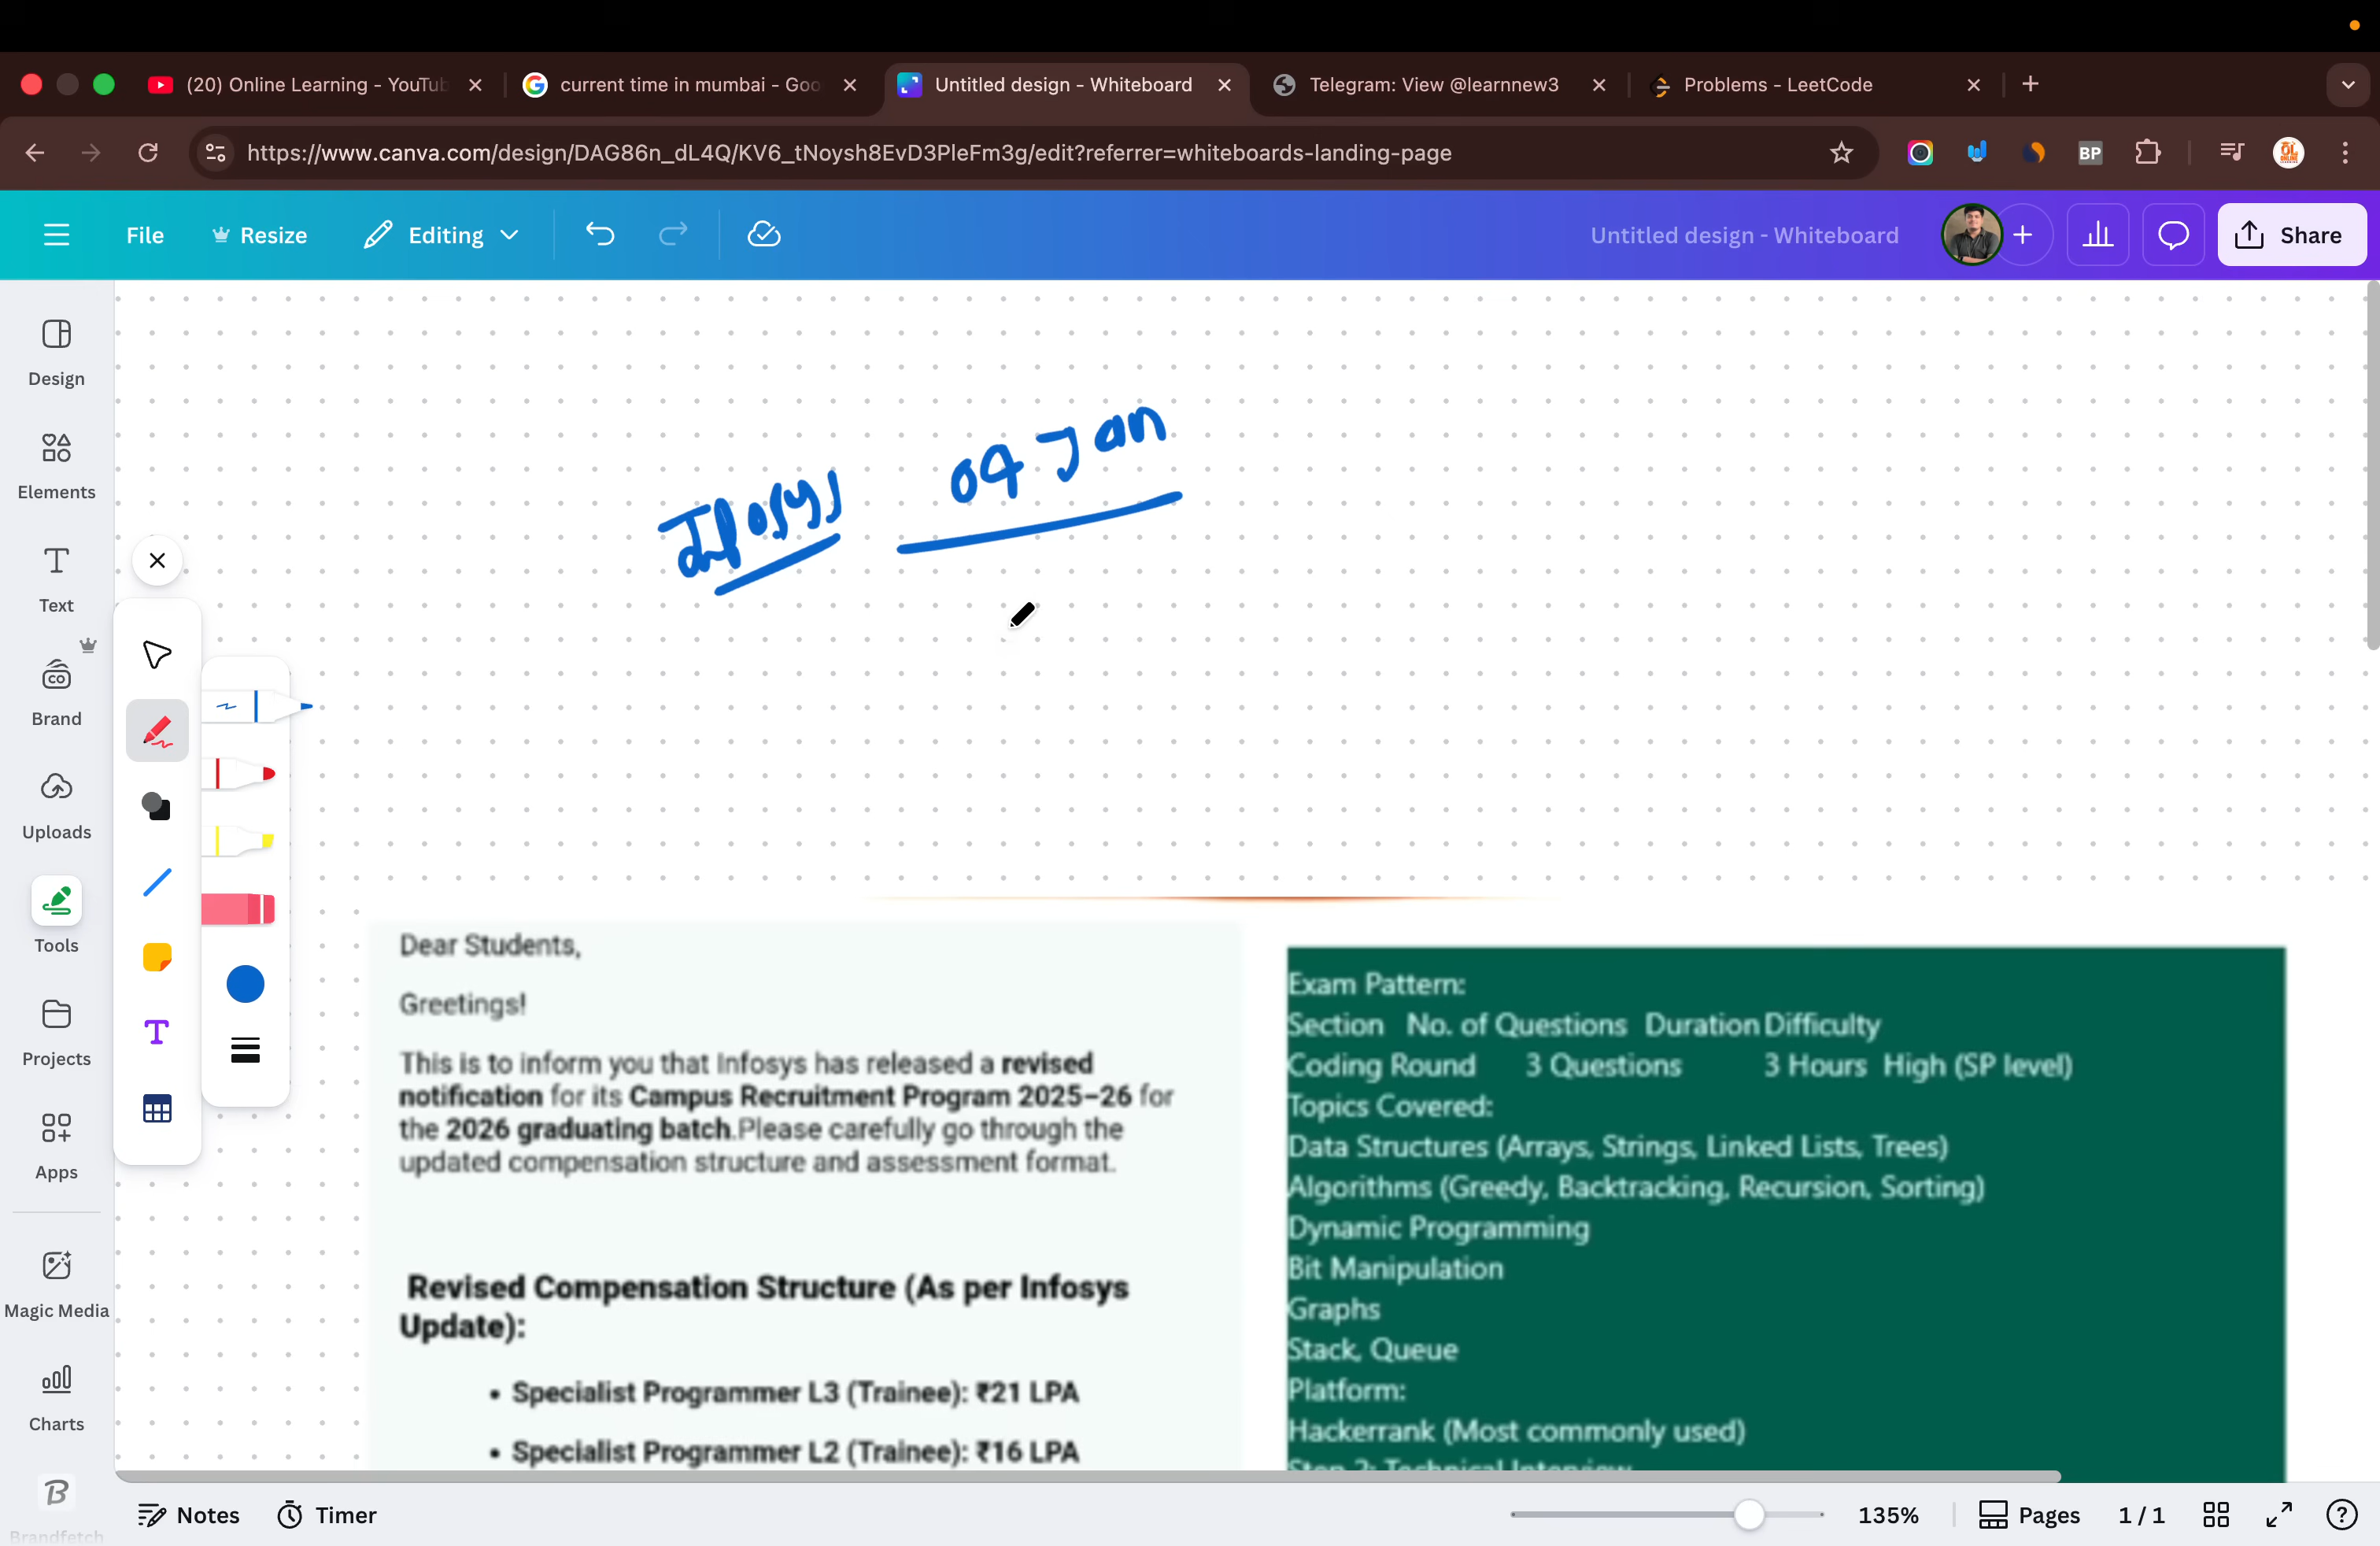 (20) Online Learning - YouTub
current time in mumbai - Goo
Untitled design - Whiteboard
Telegram: View @learnnew3
Problems - LeetCode
https://www.canva.com/design/DAG86n_dL4Q/KV6_tNoysh8EvD3PleFm3g/edit?referrer=whiteboards-landing-page
BP
OL
File
Resize
Editing
Untitled design - Whiteboard
Share
Design
Elements
Text
Brand
Uploads
Tools
Projects
Apps
Magic Media
Charts
Brandfetch
Infosys 04 Jan
Dear Students,
Greetings!
This is to inform you that Infosys has released a revised
notification for its Campus Recruitment Program 2025–26 for
the 2026 graduating batch.Please carefully go through the
updated compensation structure and assessment format.
Revised Compensation Structure (As per Infosys
Update):
• Specialist Programmer L3 (Trainee): ₹21 LPA
• Specialist Programmer L2 (Trainee): ₹16 LPA
Exam Pattern:
Section No. of Questions Duration Difficulty
Coding Round 3 Questions 3 Hours High (SP level)
Topics Covered:
Data Structures (Arrays, Strings, Linked Lists, Trees)
Algorithms (Greedy, Backtracking, Recursion, Sorting)
Dynamic Programming
Bit Manipulation
Graphs
Stack, Queue
Platform:
Hackerrank (Most commonly used)
Step 2: Technical Interview
Notes
Timer
135%
Pages
1 / 1